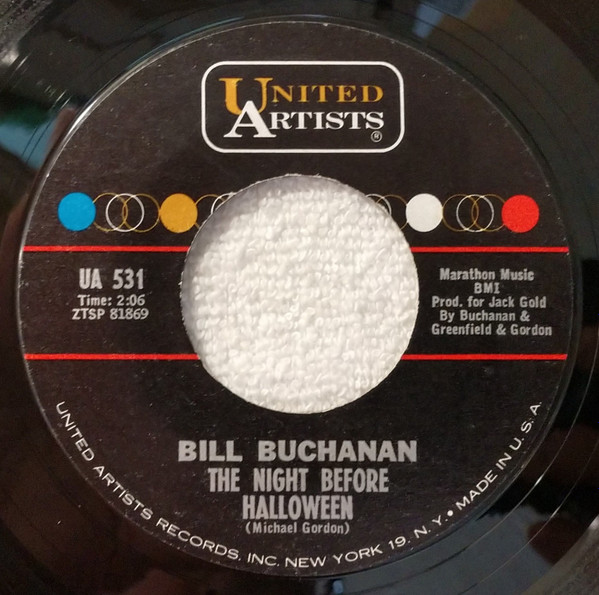 UNITED
ARTISTS
®
UA 531
Time: 2:06
ZTSP 81869
Marathon Music
BMI
Prod. for Jack Gold
By Buchanan &
Greenfield & Gordon
BILL BUCHANAN
THE NIGHT BEFORE
HALLOWEEN
(Michael Gordon)
UNITED ARTISTS RECORDS, INC. NEW YORK 19, N.Y. • MADE IN U.S.A.